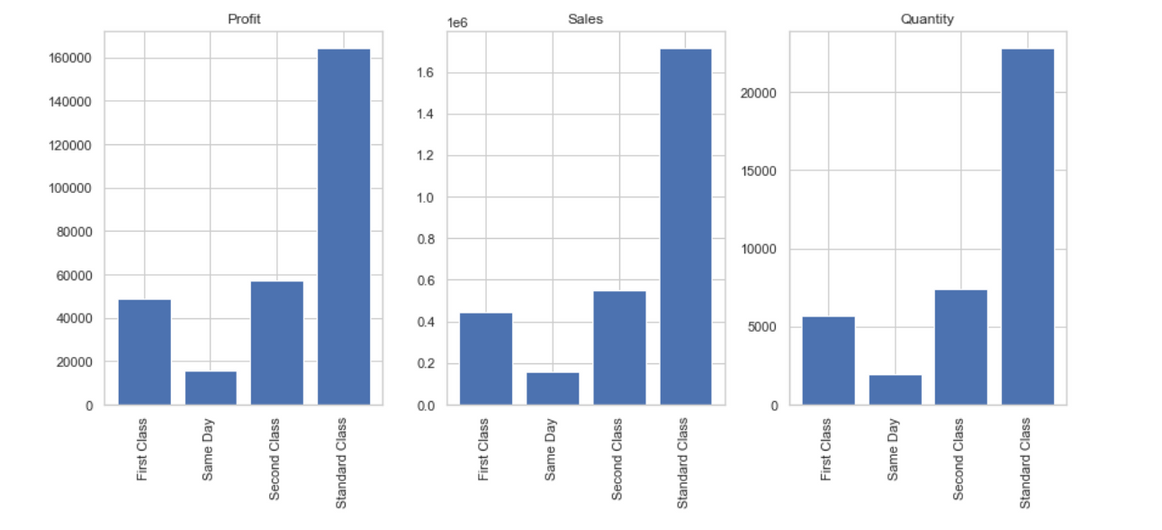 Profit
160000
140000
120000
100000
80000
60000
40000
20000
0
First Class
Same Day
Second Class
Standard Class
Sales
1e6
1.6
1.4
1.2
1.0
0.8
0.6
0.4
0.2
0.0
First Class
Same Day
Second Class
Standard Class
Quantity
20000
15000
10000
5000
0
First Class
Same Day
Second Class
Standard Class